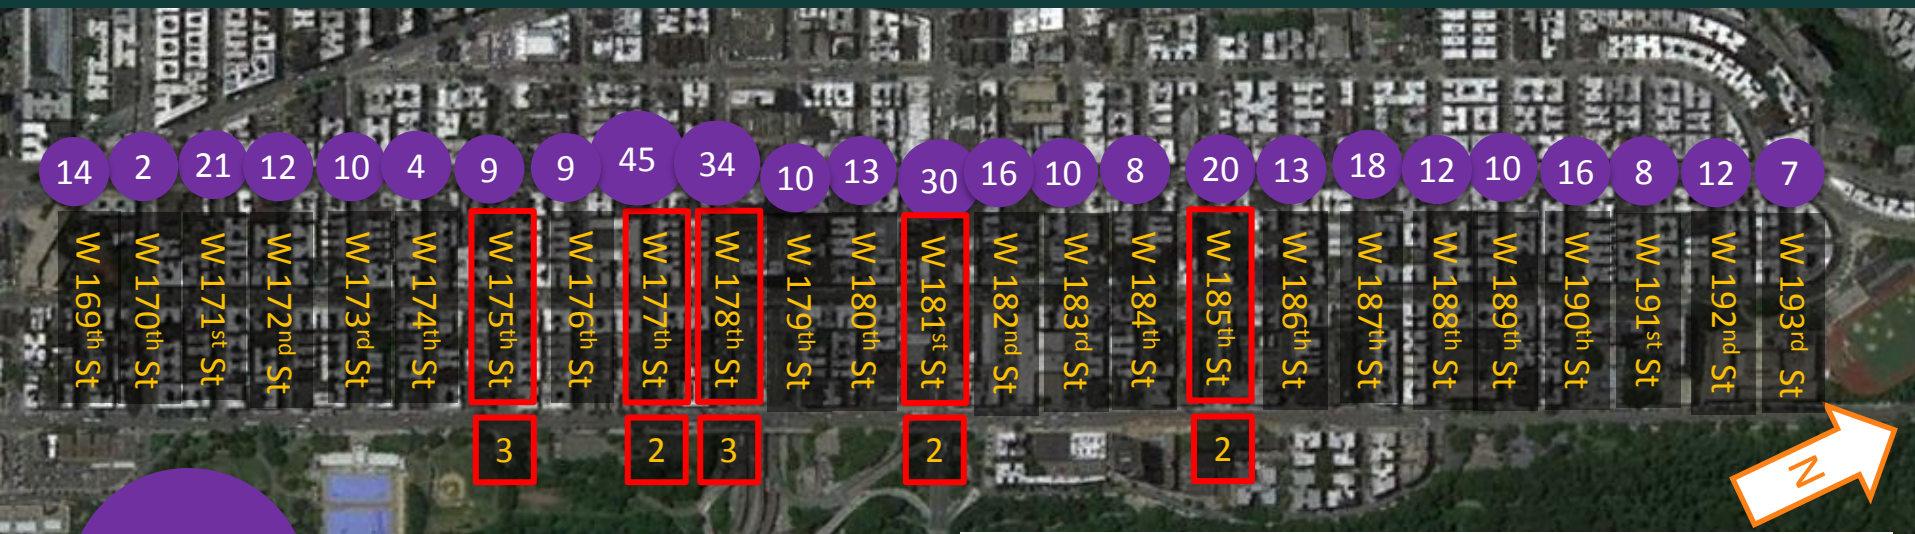 14 2 21 12 10 4 9 9 45 34 10 13 30 16 10 8 20 13 18 12 10 16 8 12 7
W 169th St
W 170th St
W 171st St
W 172nd St
W 173rd St
W 174th St
W 175th St
W 176th St
W 177th St
W 178th St
W 179th St
W 180th St
W 181st St
W 182nd St
W 183rd St
W 184th St
W 185th St
W 186th St
W 187th St
W 188th St
W 189th St
W 190th St
W 191st St
W 192nd St
W 193rd St
3 2 3 2 2
N